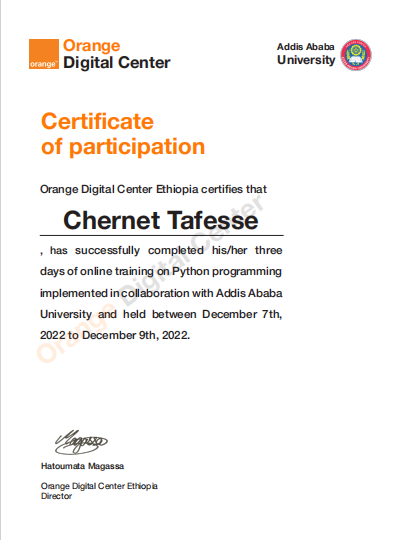 Orange
Digital Center
orange
Addis Ababa
University
Certificate
of participation
Orange Digital Center Ethiopia certifies that
Chernet Tafesse
, has successfully completed his/her three
days of online training on Python programming
implemented in collaboration with Addis Ababa
University and held between December 7th,
2022 to December 9th, 2022.
Orange Digital Center
Magassa
Hatoumata Magassa
Orange Digital Center Ethiopia
Director